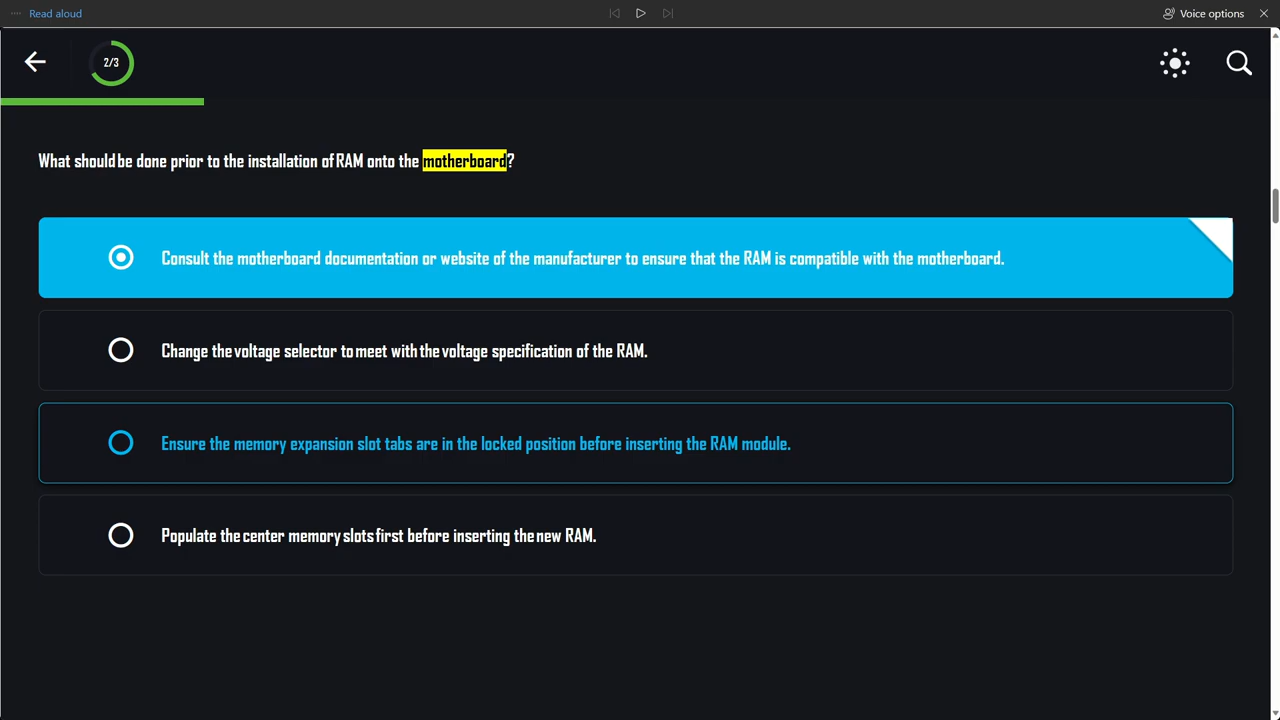 Read aloud
Voice options
2/3
What should be done prior to the installation of RAM onto the motherboard?
Consult the motherboard documentation or website of the manufacturer to ensure that the RAM is compatible with the motherboard.
Change the voltage selector to meet with the voltage specification of the RAM.
Ensure the memory expansion slot tabs are in the locked position before inserting the RAM module.
Populate the center memory slots first before inserting the new RAM.